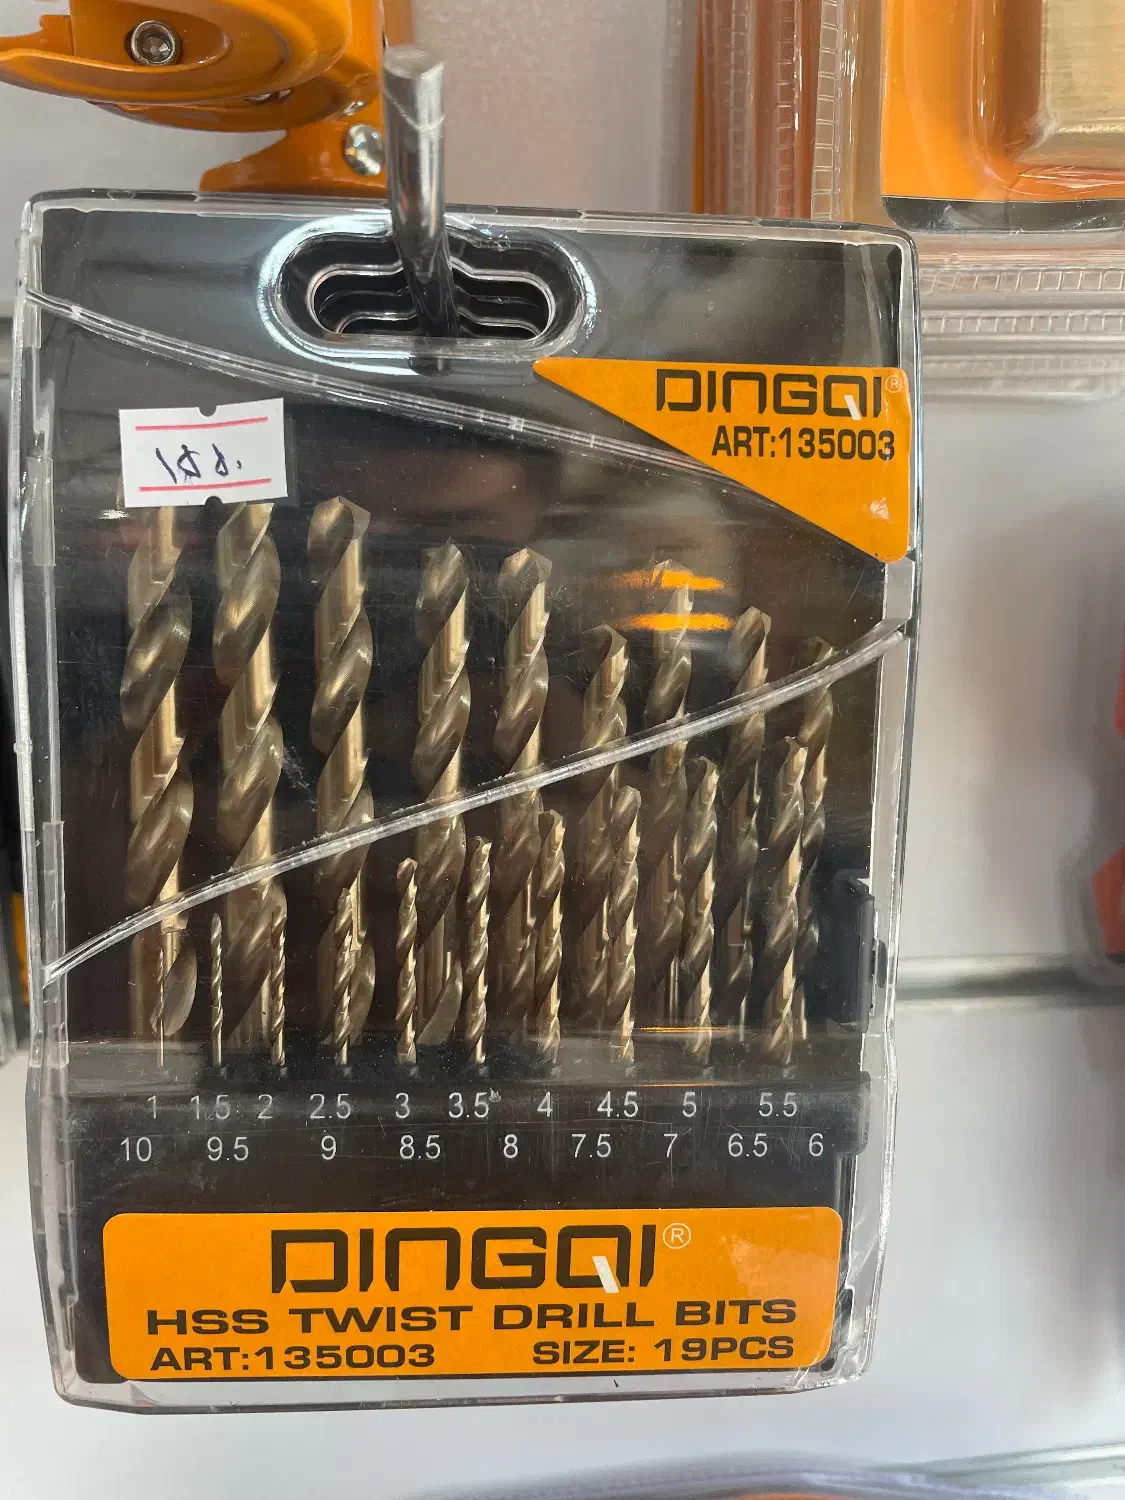 DINGQI®
ART:135003
1 1.5 2 2.5 3 3.5 4 4.5 5 5.5
10 9.5 9 8.5 8 7.5 7 6.5 6
DINGQI®
HSS TWIST DRILL BITS
ART:135003 SIZE: 19PCS